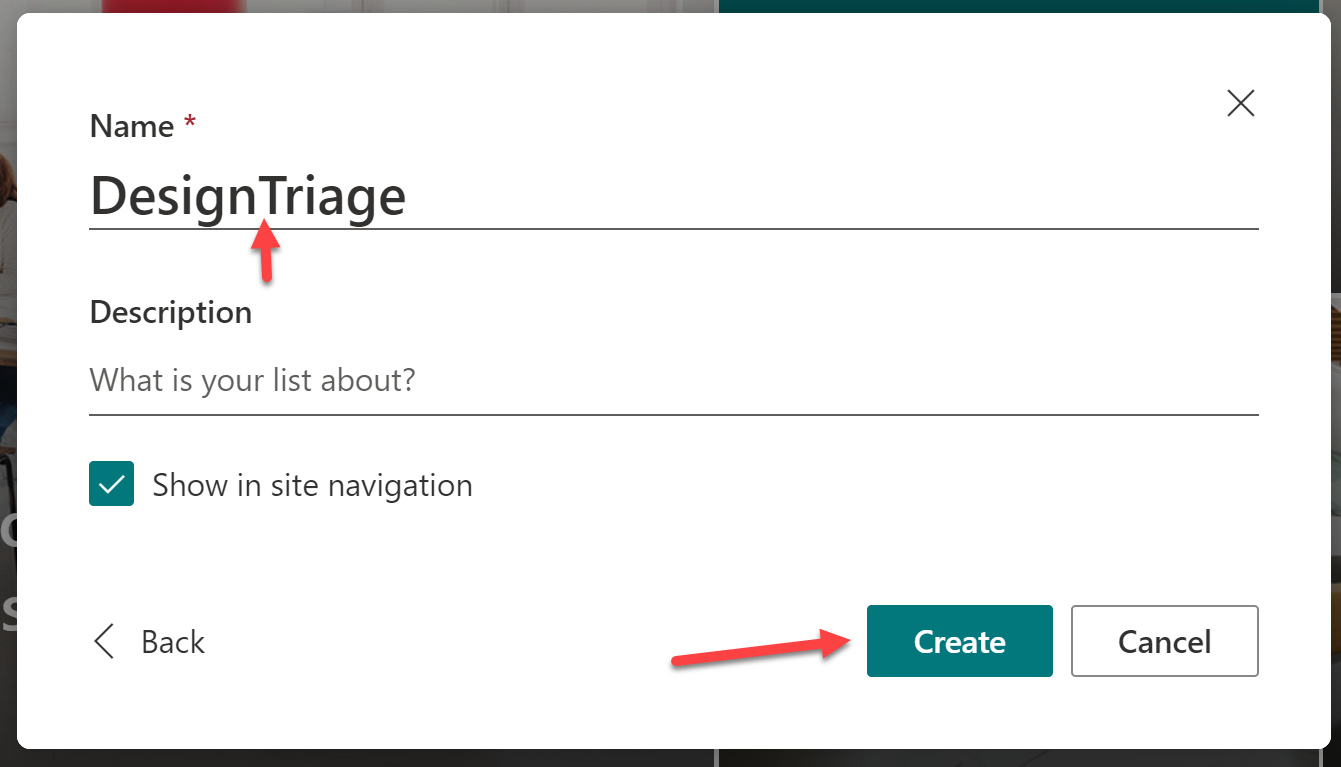 Name *
DesignTriage
Description
What is your list about?
Show in site navigation
Back
Create
Cancel